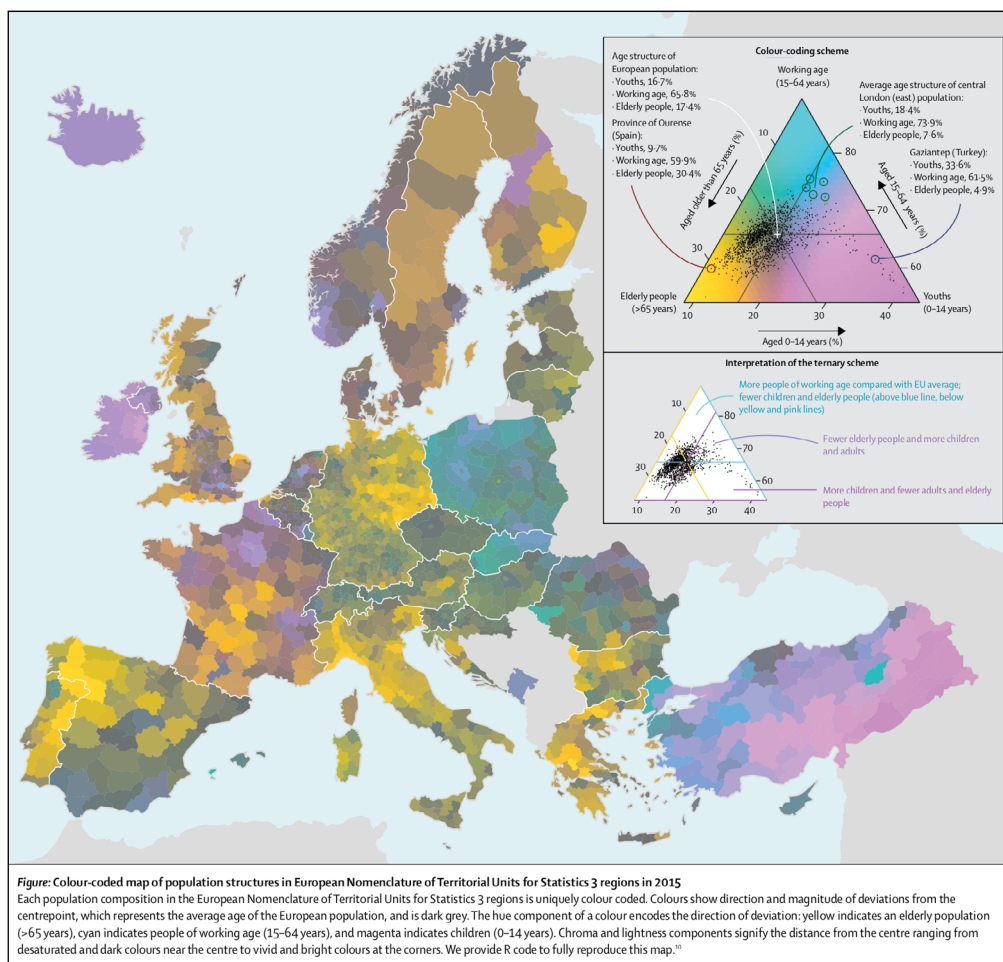 Colour-coding scheme
Age structure of
European population:
· Youths, 16·7%
· Working age, 65·8%
· Elderly people, 17·4%
Province of Ourense
(Spain):
· Youths, 9·7%
· Working age, 59·9%
· Elderly people, 30·4%
Working age
(15–64 years)
Average age structure of central
London (east) population:
· Youths, 18·4%
· Working age, 73·9%
· Elderly people, 7·6%
Gaziantep (Turkey):
· Youths, 33·6%
· Working age, 61·5%
· Elderly people, 4·9%
10
80
Aged older than 65 years (%)
Aged 15–64 years (%)
20
70
30
60
Elderly people
(>65 years)
Youths
(0–14 years)
10
20
30
40
Aged 0–14 years (%)
Interpretation of the ternary scheme
More people of working age compared with EU average;
fewer children and elderly people (above blue line, below
yellow and pink lines)
10
80
20
Fewer elderly people and more children
and adults
70
30
60
More children and fewer adults and elderly
people
10
20
30
40
Figure: Colour-coded map of population structures in European Nomenclature of Territorial Units for Statistics 3 regions in 2015
Each population composition in the European Nomenclature of Territorial Units for Statistics 3 regions is uniquely colour coded. Colours show direction and magnitude of deviations from the
centrepoint, which represents the average age of the European population, and is dark grey. The hue component of a colour encodes the direction of deviation: yellow indicates an elderly population
(>65 years), cyan indicates people of working age (15–64 years), and magenta indicates children (0–14 years). Chroma and lightness components signify the distance from the centre ranging from
desaturated and dark colours near the centre to vivid and bright colours at the corners. We provide R code to fully reproduce this map.¹⁰